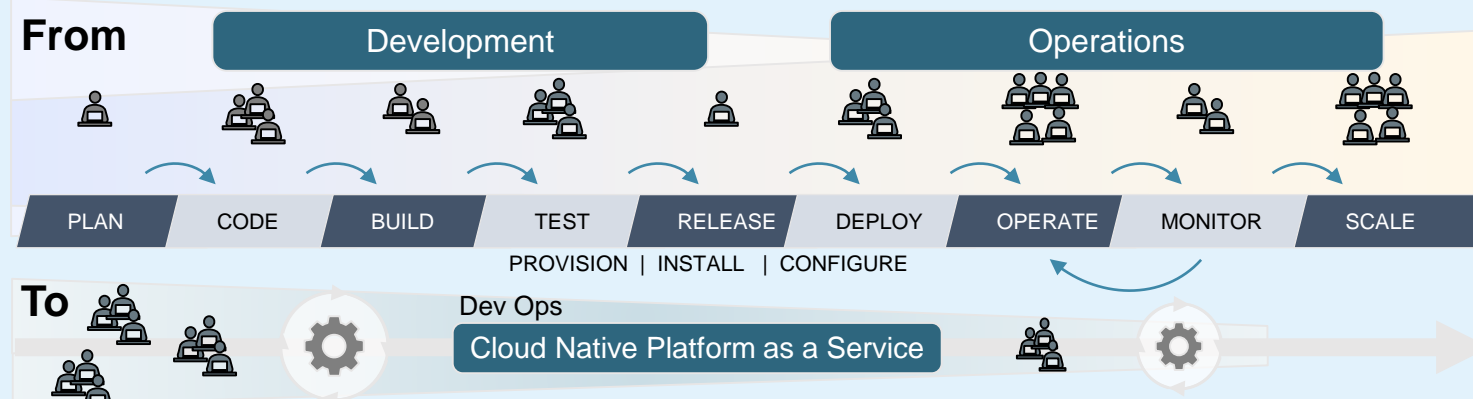 From
Development
Operations
PLAN CODE BUILD TEST RELEASE DEPLOY OPERATE MONITOR SCALE
PROVISION | INSTALL | CONFIGURE
To
Dev Ops
Cloud Native Platform as a Service